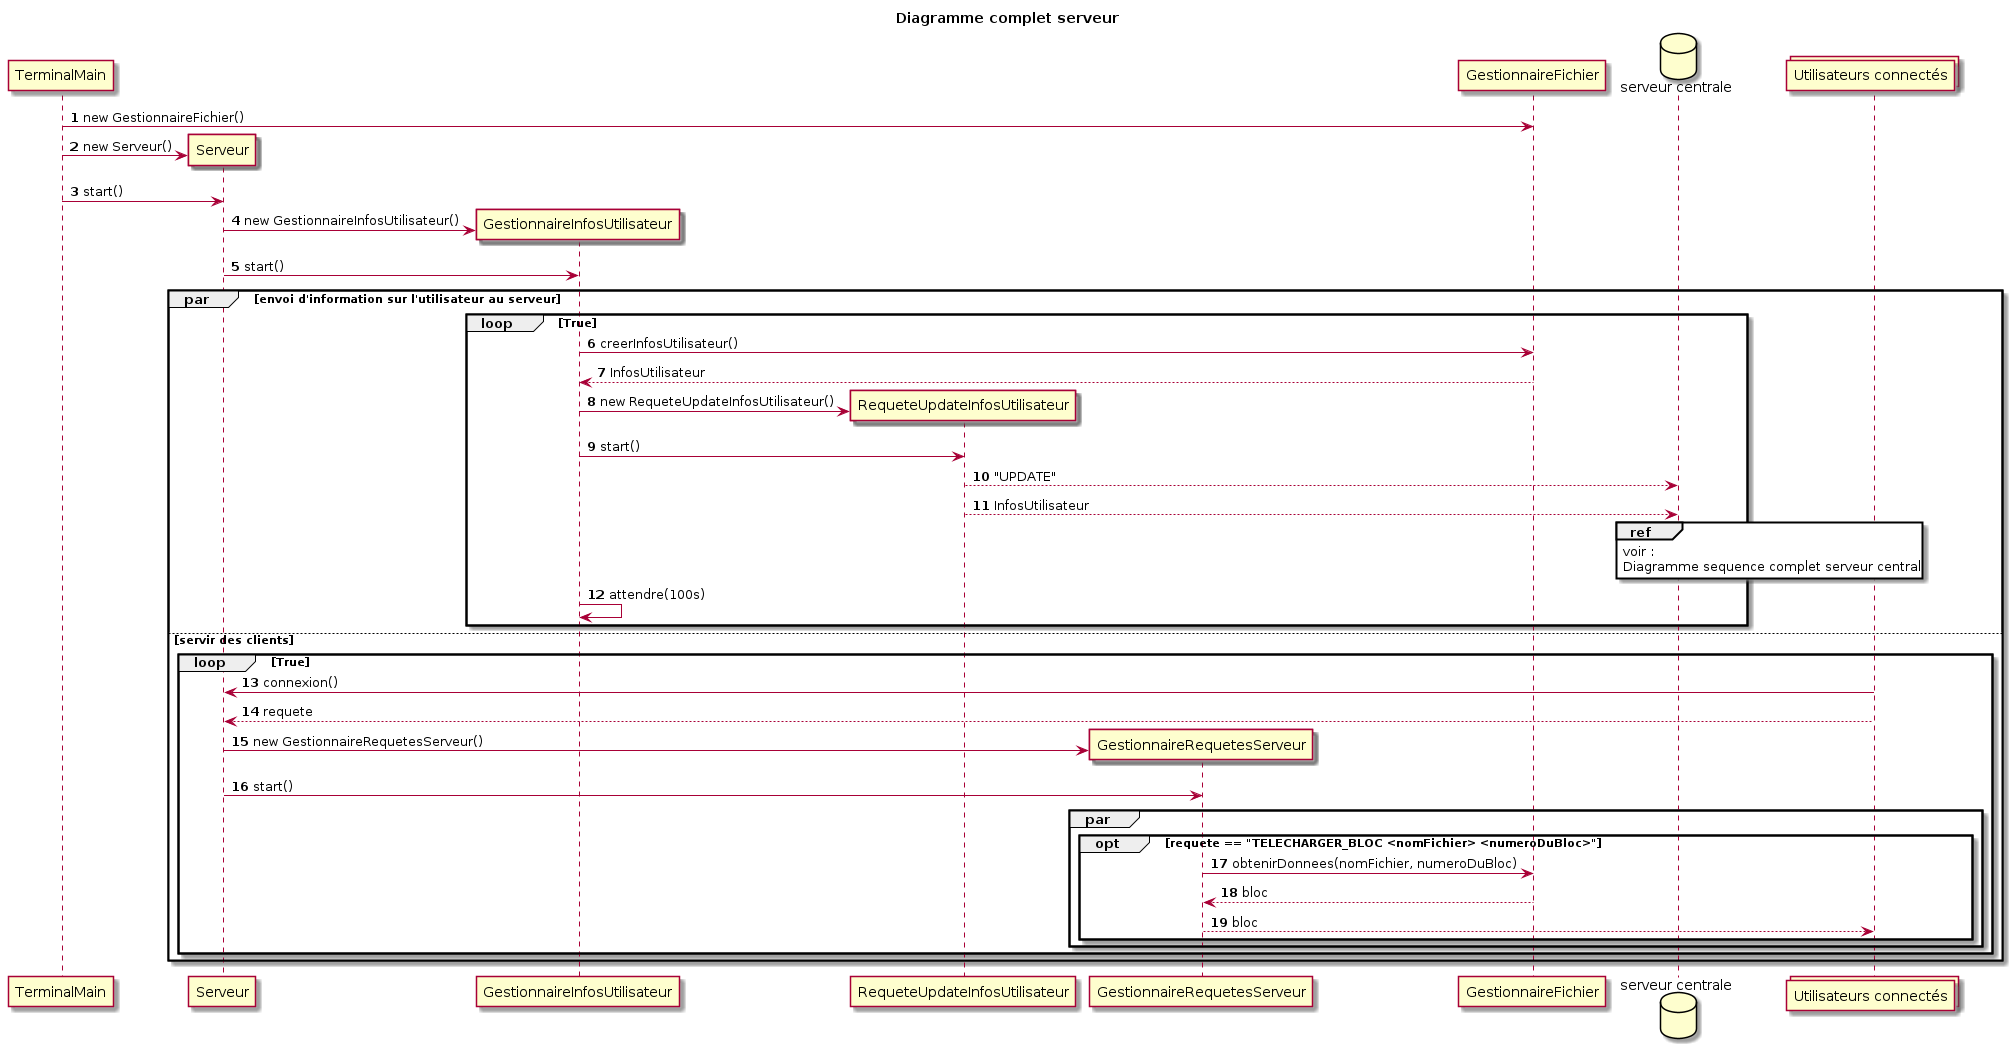 Diagramme complet serveur
TerminalMain
GestionnaireFichier
serveur centrale
Utilisateurs connectés
1 new GestionnaireFichier()
2 new Serveur()
Serveur
3 start()
4 new GestionnaireInfosUtilisateur()
GestionnaireInfosUtilisateur
5 start()
par [envoi d'information sur l'utilisateur au serveur]
loop [True]
6 creerInfosUtilisateur()
7 InfosUtilisateur
8 new RequeteUpdateInfosUtilisateur()
RequeteUpdateInfosUtilisateur
9 start()
10 "UPDATE"
11 InfosUtilisateur
ref
voir :
Diagramme sequence complet serveur central
12 attendre(100s)
[servir des clients]
loop [True]
13 connexion()
14 requete
15 new GestionnaireRequetesServeur()
GestionnaireRequetesServeur
16 start()
par
opt [requete == "TELECHARGER_BLOC <nomFichier> <numeroDuBloc>"]
17 obtenirDonnees(nomFichier, numeroDuBloc)
18 bloc
19 bloc
TerminalMain
Serveur
GestionnaireInfosUtilisateur
RequeteUpdateInfosUtilisateur
GestionnaireRequetesServeur
GestionnaireFichier
serveur centrale
Utilisateurs connectés